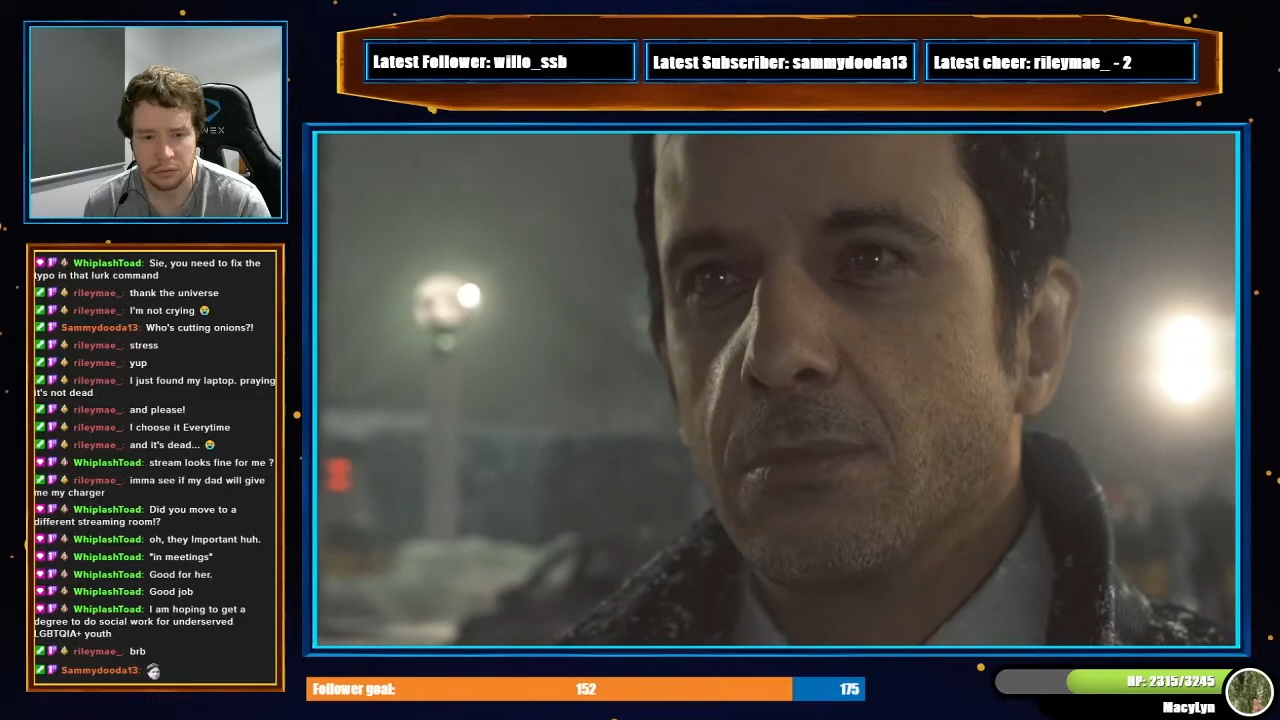 Latest Follower: willo_ssb
Latest Subscriber: sammydooda13
Latest cheer: rileymae_ - 2
NEX
WhiplashToad: Sie, you need to fix the
typo in that lurk command
rileymae_: thank the universe
rileymae_: I'm not crying 😭
Sammydooda13: Who's cutting onions?!
rileymae_: stress
rileymae_: yup
rileymae_: I just found my laptop. praying
it's not dead
rileymae_: and please!
rileymae_: I choose it Everytime
rileymae_: and it's dead... 😭
WhiplashToad: stream looks fine for me ?
rileymae_: imma see if my dad will give
me my charger
WhiplashToad: Did you move to a
different streaming room!?
WhiplashToad: oh, they Important huh.
WhiplashToad: "in meetings"
WhiplashToad: Good for her.
WhiplashToad: Good job
WhiplashToad: I am hoping to get a
degree to do social work for underserved
LGBTQIA+ youth
rileymae_: brb
Sammydooda13:
Follower goal: 152 175
HP: 2315/3245
MacyLyn